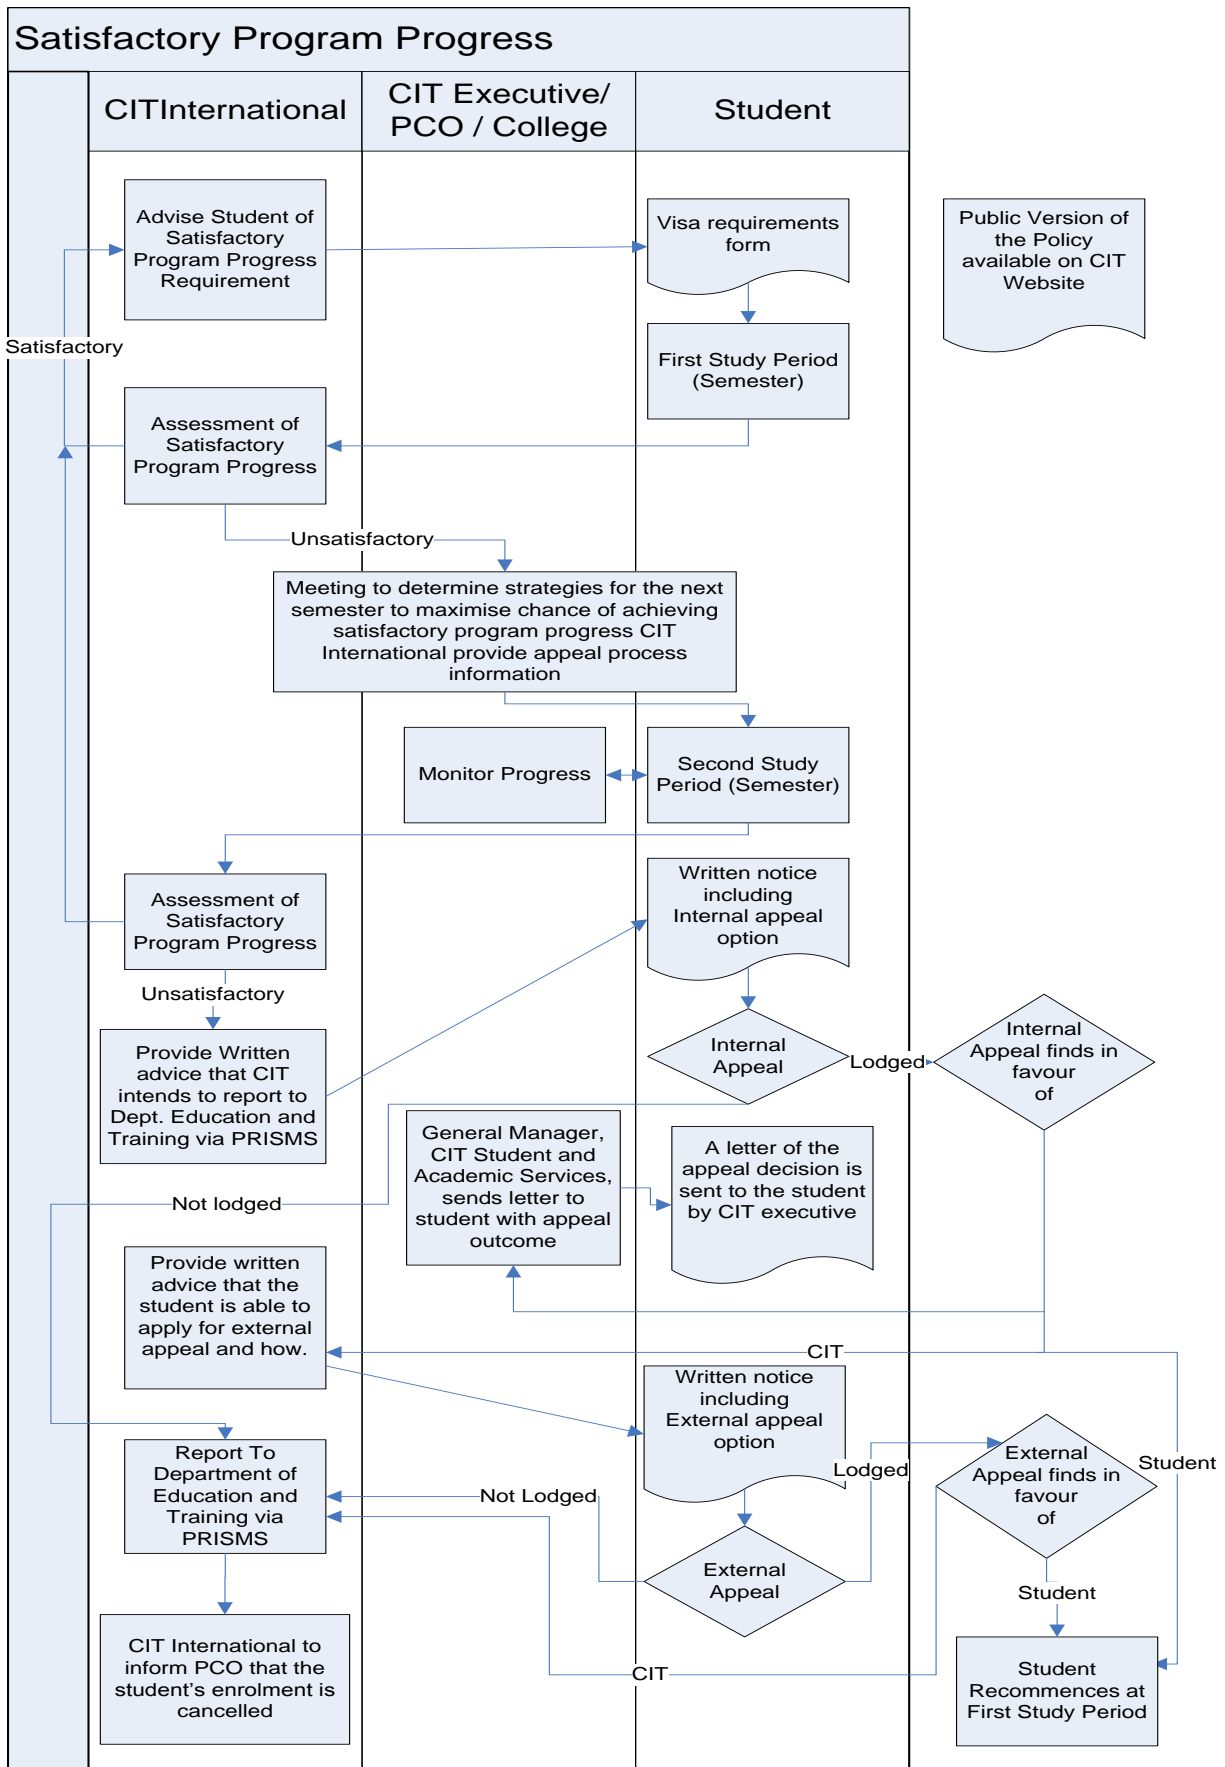 Satisfactory Program Progress
CITInternational
CIT Executive/
PCO / College
Student
Advise Student of
Satisfactory
Program Progress
Requirement
Visa requirements
form
Public Version of
the Policy
available on CIT
Website
Satisfactory
First Study Period
(Semester)
Assessment of
Satisfactory
Program Progress
Unsatisfactory
Meeting to determine strategies for the next
semester to maximise chance of achieving
satisfactory program progress CIT
International provide appeal process
information
Monitor Progress
Second Study
Period (Semester)
Assessment of
Satisfactory
Program Progress
Written notice
including
Internal appeal
option
Unsatisfactory
Provide Written
advice that CIT
intends to report to
Dept. Education and
Training via PRISMS
Internal
Appeal
Lodged
Internal
Appeal finds in
favour
of
General Manager,
CIT Student and
Academic Services,
sends letter to
student with appeal
outcome
A letter of the
appeal decision is
sent to the student
by CIT executive
Not lodged
Provide written
advice that the
student is able to
apply for external
appeal and how.
CIT
Written notice
including
External appeal
option
Lodged
External
Appeal finds in
favour
of
Student
Report To
Department of
Education and
Training via
PRISMS
Not Lodged
External
Appeal
Student
CIT International to
inform PCO that the
student's enrolment is
cancelled
CIT
Student
Recommences at
First Study Period